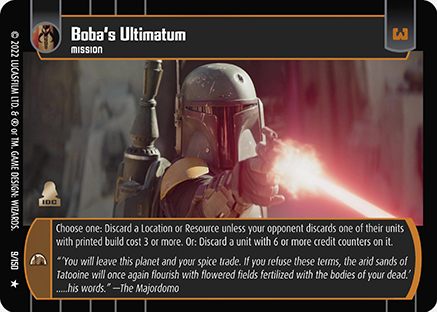 Boba's Ultimatum
MISSION
© 2022 LUCASFILM LTD. & ® OR TM. GAME DESIGN: WIZARDS.
IDC
Choose one: Discard a Location or Resource unless your opponent discards one of their units
with printed build cost 3 or more. Or: Discard a unit with 6 or more credit counters on it.
“‘You will leave this planet and your spice trade. If you refuse these terms, the arid sands of
Tatooine will once again flourish with flowered fields fertilized with the bodies of your dead.’
.....his words.” —The Majordomo
9/150